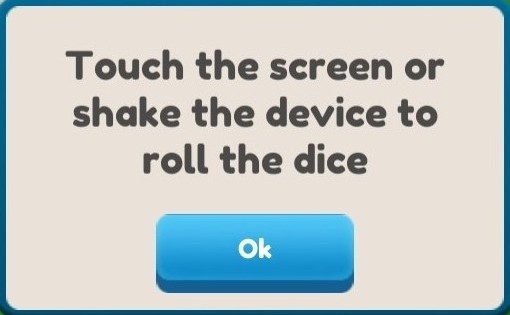 Touch the screen or
shake the device to
roll the dice
Ok